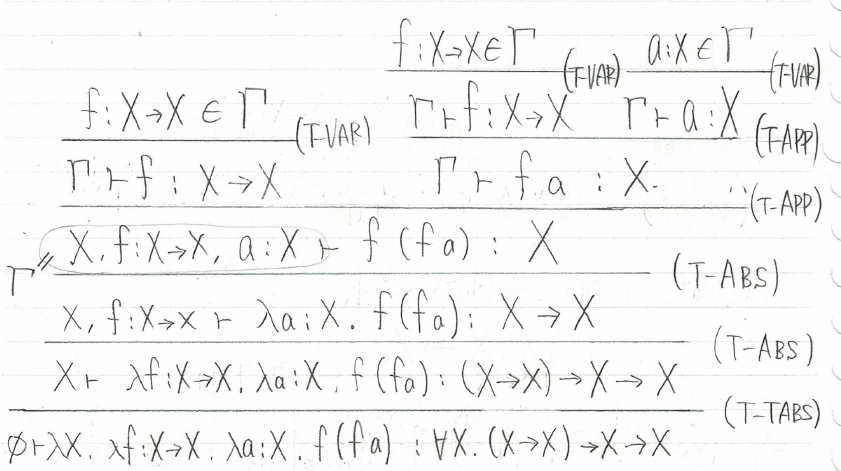 f:X→X∈Γ (T-VAR) a:X∈Γ (T-VAR)
f:X→X ∈ Γ (T-VAR) Γ⊢f:X→X Γ⊢a:X (T-APP)
Γ⊢f : X→X Γ⊢ f a : X. (T-APP)
Γ = X, f:X→X, a:X ⊢ f (f a) : X (T-ABS)
X, f:X→X ⊢ λa:X. f(fa): X → X (T-ABS)
X⊢ λf:X→X. λa:X. f(fa): (X→X)→X→X (T-TABS)
∅⊢λX. λf:X→X. λa:X. f(fa) : ∀X. (X→X)→X→X